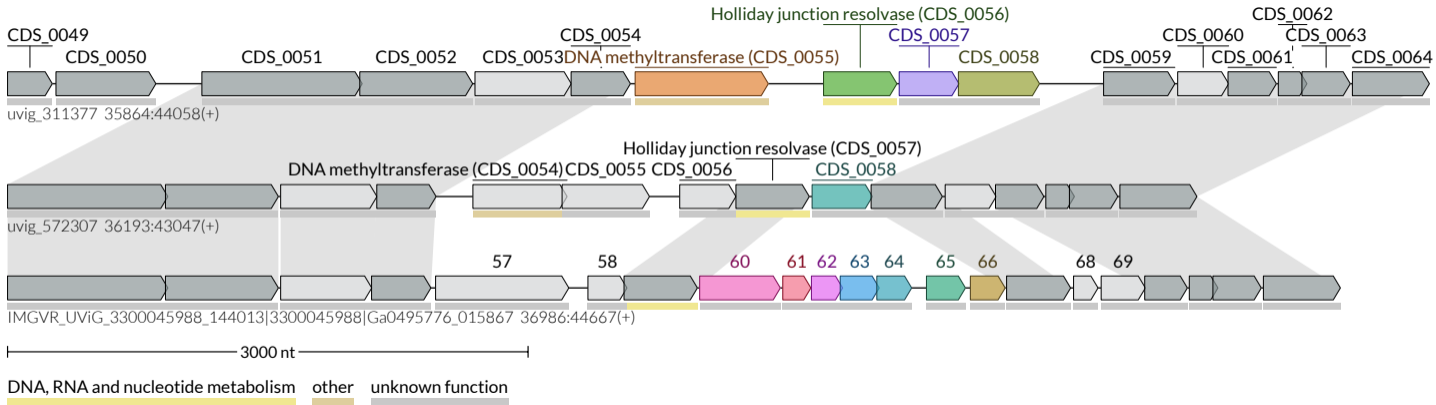 Holliday junction resolvase (CDS_0056) CDS_0062
CDS_0049 CDS_0054 CDS_0057 CDS_0060 CDS_0063
CDS_0050 CDS_0051 CDS_0052 CDS_0053 DNA methyltransferase (CDS_0055) CDS_0058 CDS_0059 CDS_0061 CDS_0064
uvig_311377 35864:44058(+)
Holliday junction resolvase (CDS_0057)
DNA methyltransferase (CDS_0054) CDS_0055 CDS_0056 CDS_0058
uvig_572307 36193:43047(+)
57 58 60 61 62 63 64 65 66 68 69
IMGVR_UViG_3300045988_144013|3300045988|Ga0495776_015867 36986:44667(+)
3000 nt
DNA, RNA and nucleotide metabolism other unknown function